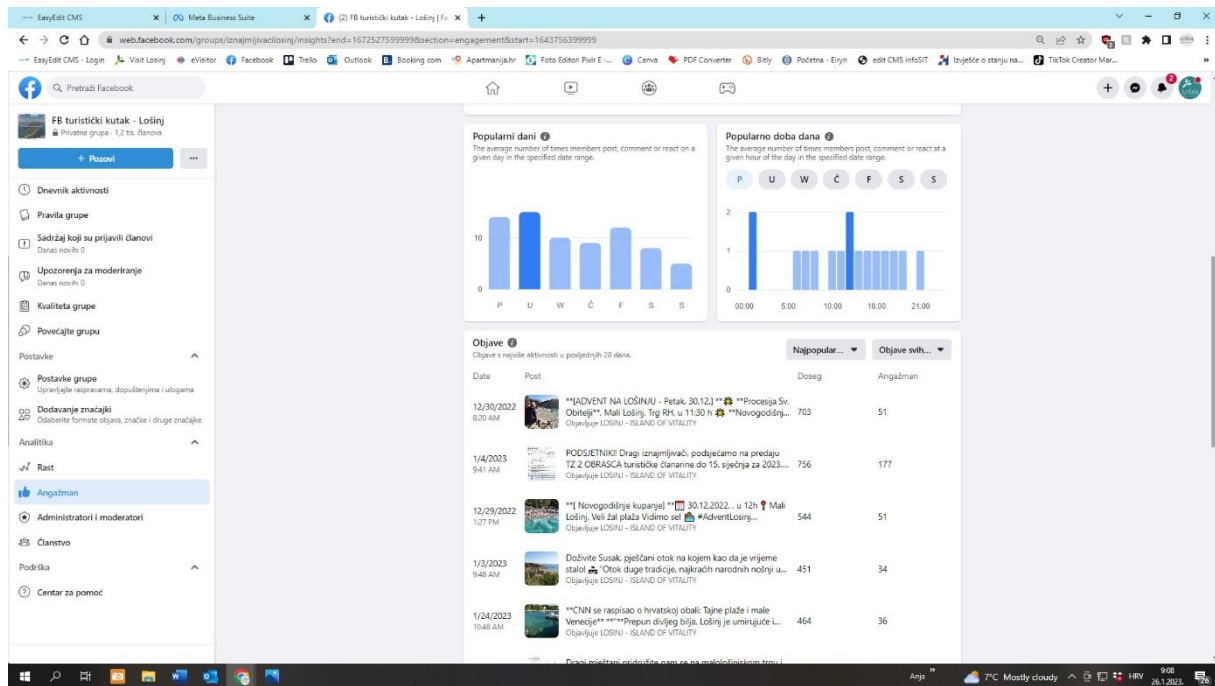 EasyEdit CMS
Meta Business Suite
(2) FB turistički kutak - Lošinj | Fa
web.facebook.com/groups/iznajmljivacilosinj/insights?end=1672527599999&section=engagement&start=1643756399999
EasyEdit CMS - Login
Visit Losinj
eVisitor
Facebook
Trello
Outlook
Booking.com
Apartmanija.hr
Foto Editon Pixlr E -...
Canva
PDF Converter
Bitly
Početna - Eiryn
edit CMS infoSIT
Izvješće o stanju na...
TikTok Creator Mar...
»
Pretraži Facebook
2
FB turistički kutak - Lošinj
Privatna grupa · 1,2 tis. članova
+ Pozovi
Dnevnik aktivnosti
Pravila grupe
Sadržaj koji su prijavili članovi
Danas novih: 0
Upozorenja za moderiranje
Danas novih: 0
Kvaliteta grupe
Povećajte grupu
Postavke
Postavke grupe
Upravljajte raspravama, dopuštenjima i ulogama
Dodavanje značajki
Odaberite formate objava, značke i druge značajke
Analitika
Rast
Angažman
Administratori i moderatori
Članstvo
Podrška
Centar za pomoć
Popularni dani
The average number of times members post, comment or react on a
given day in the specified date range.
10
0
P U W Č F S S
Popularno doba dana
The average number of times members post, comment or react at a
given hour of the day in the specified date range.
P U W Č F S S
2
1
0
00:00 5:00 10:00 16:00 21:00
Objave
Objave s najviše aktivnosti u posljednjih 28 dana.
Najpopular...
Objave svih...
Date Post Doseg Angažman
12/30/2022
8:20 AM
**[ADVENT NA LOŠINJU - Petak, 30.12.] ** **Procesija Sv.
Obitelji**, Mali Lošinj, Trg RH, u 11:30 h **Novogodišnj...
Objavljuje LOSINJ - ISLAND OF VITALITY
703 51
1/4/2023
9:41 AM
PODSJETNIK!! Dragi iznajmljivači, podsjećamo na predaju
TZ 2 OBRASCA turističke članarine do 15. siječnja za 2023....
Objavljuje LOSINJ - ISLAND OF VITALITY
756 177
12/29/2022
1:27 PM
**[ Novogodišnje kupanje] ** 30.12.2022. . u 12h Mali
Lošinj, Veli žal plaža Vidimo se! #AdventLosinj...
Objavljuje LOSINJ - ISLAND OF VITALITY
544 51
1/3/2023
9:48 AM
Doživite Susak, pješčani otok na kojem kao da je vrijeme
stalo! "Otok duge tradicije, najkraćih narodnih nošnji u...
Objavljuje LOSINJ - ISLAND OF VITALITY
451 34
1/24/2023
10:48 AM
**CNN se raspisao o hrvatskoj obali: Tajne plaže i male
Venecije** **"**Prepun divljeg bilja, Lošinj je umirujuće i...
Objavljuje LOSINJ - ISLAND OF VITALITY
464 36
Dragi mještani pridružite nam se na malološinjskom trgu i
Anja
»
7°C Mostly cloudy
HRV
9:08
26.1.2023.
26